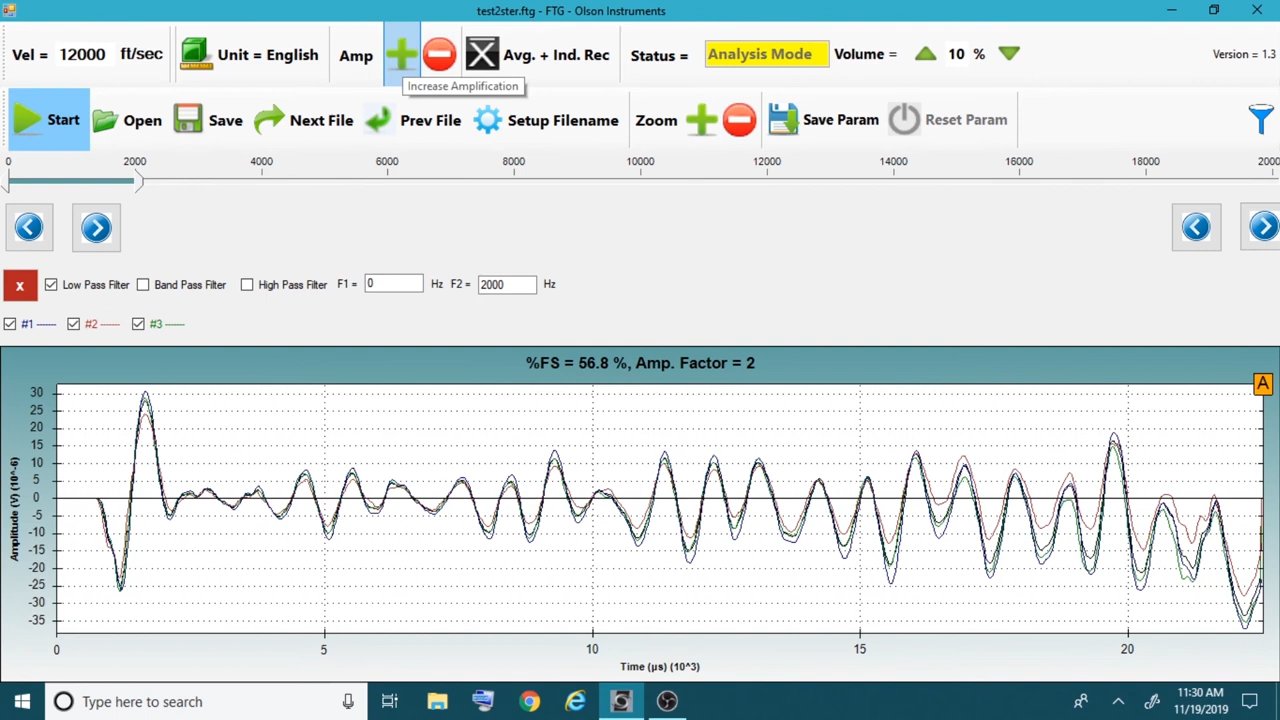 test2ster.ftg - FTG - Olson Instruments
Vel = 12000 ft/sec Unit = English Amp Avg. + Ind. Rec Status = Analysis Mode Volume = 10 % Version = 1.3
Increase Amplification
Start Open Save Next File Prev File Setup Filename Zoom Save Param Reset Param
0 2000 4000 6000 8000 10000 12000 14000 16000 18000 2000
x Low Pass Filter Band Pass Filter High Pass Filter F1 = 0 Hz F2 = 2000 Hz
#1 ------ #2 ------ #3 ------
%FS = 56.8 %, Amp. Factor = 2
A
30
25
20
15
10
5
0
-5
-10
-15
-20
-25
-30
-35
Amplitude (V) (10^-6)
0 5 10 15 20
Time (µs) (10^3)
Type here to search
11:30 AM
11/19/2019